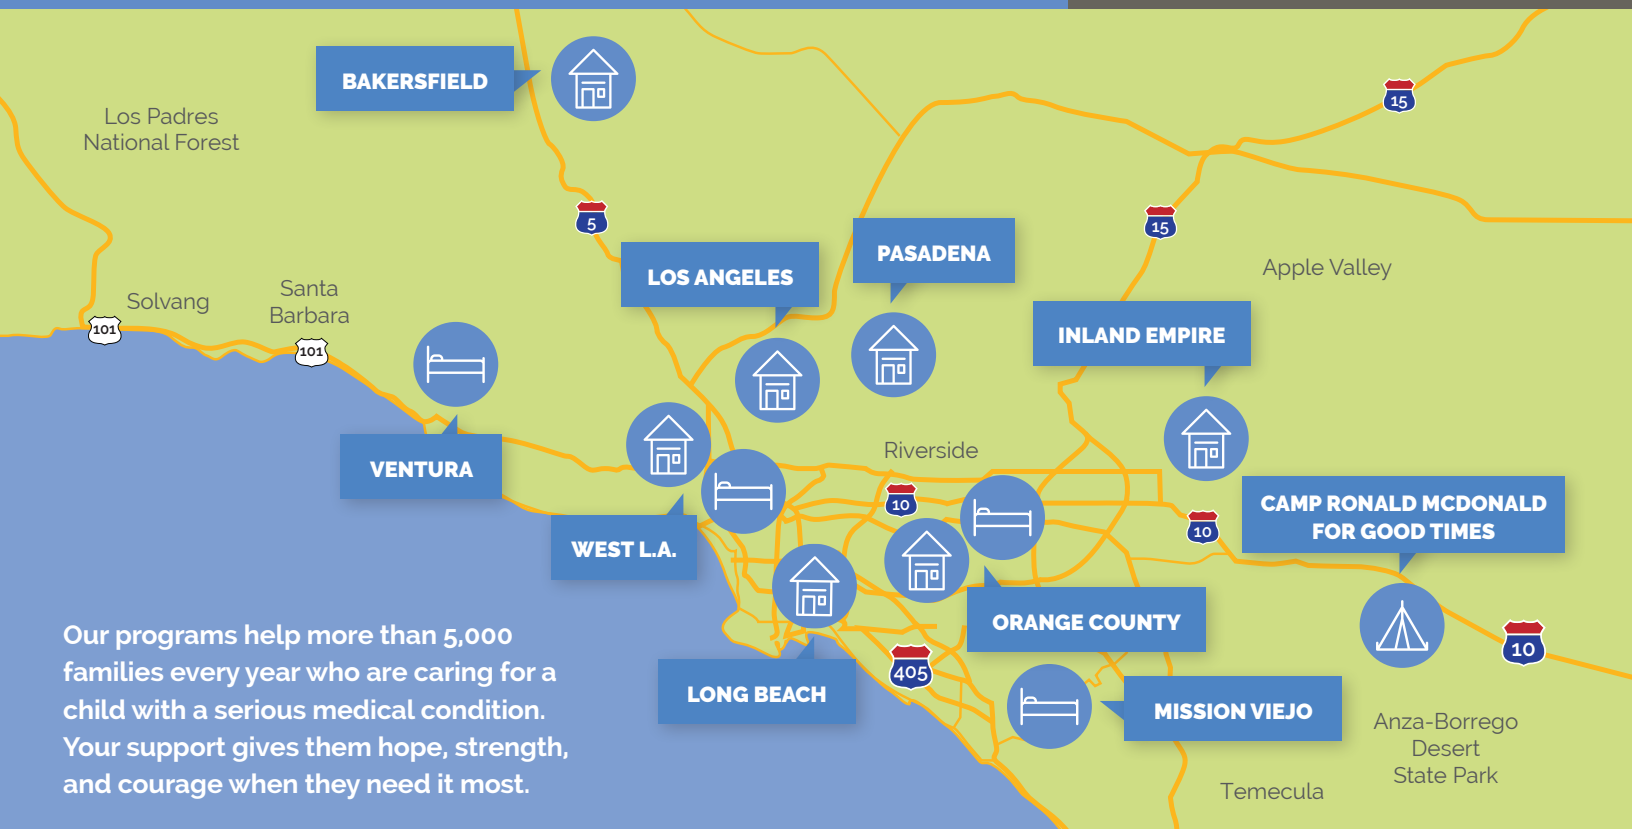 BAKERSFIELD
15
Los Padres
National Forest
5
15
PASADENA
LOS ANGELES
Apple Valley
Solvang
Santa
Barbara
101
101
INLAND EMPIRE
Riverside
VENTURA
10
10
CAMP RONALD MCDONALD
FOR GOOD TIMES
WEST L.A.
ORANGE COUNTY
10
405
LONG BEACH
MISSION VIEJO
Anza-Borrego
Desert
State Park
Temecula
Our programs help more than 5,000
families every year who are caring for a
child with a serious medical condition.
Your support gives them hope, strength,
and courage when they need it most.